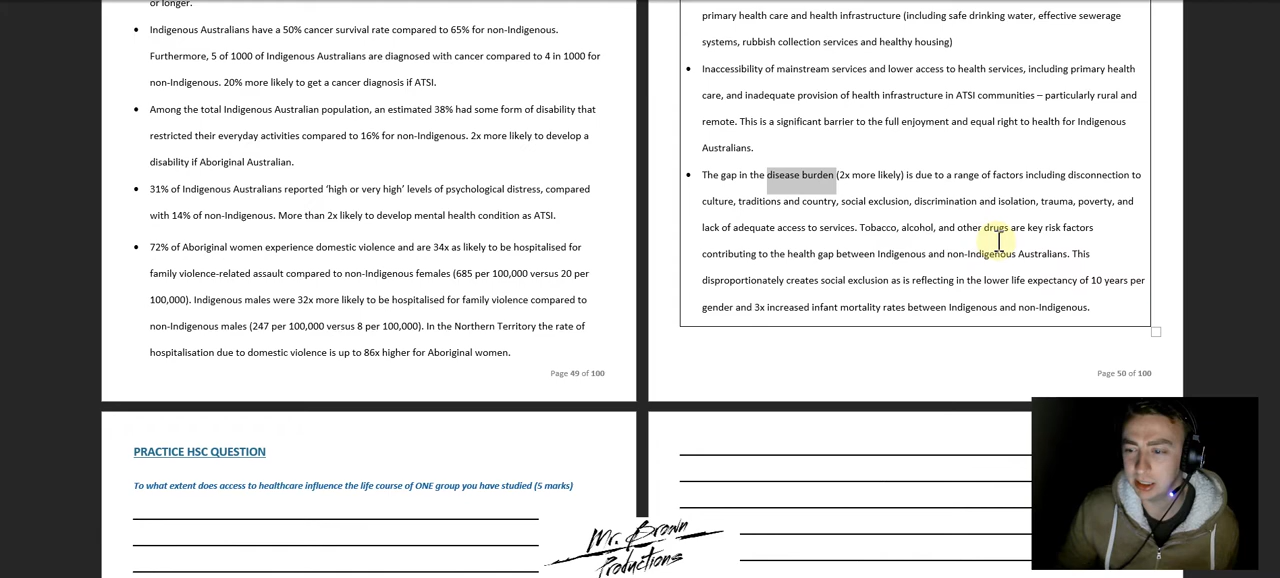 or longer.
Indigenous Australians have a 50% cancer survival rate compared to 65% for non-Indigenous.
Furthermore, 5 of 1000 of Indigenous Australians are diagnosed with cancer compared to 4 in 1000 for
non-Indigenous. 20% more likely to get a cancer diagnosis if ATSI.
Among the total Indigenous Australian population, an estimated 38% had some form of disability that
restricted their everyday activities compared to 16% for non-Indigenous. 2x more likely to develop a
disability if Aboriginal Australian.
31% of Indigenous Australians reported ‘high or very high’ levels of psychological distress, compared
with 14% of non-Indigenous. More than 2x likely to develop mental health condition as ATSI.
72% of Aboriginal women experience domestic violence and are 34x as likely to be hospitalised for
family violence-related assault compared to non-Indigenous females (685 per 100,000 versus 20 per
100,000). Indigenous males were 32x more likely to be hospitalised for family violence compared to
non-Indigenous males (247 per 100,000 versus 8 per 100,000). In the Northern Territory the rate of
hospitalisation due to domestic violence is up to 86x higher for Aboriginal women.
Page 49 of 100
primary health care and health infrastructure (including safe drinking water, effective sewerage
systems, rubbish collection services and healthy housing)
Inaccessibility of mainstream services and lower access to health services, including primary health
care, and inadequate provision of health infrastructure in ATSI communities – particularly rural and
remote. This is a significant barrier to the full enjoyment and equal right to health for Indigenous
Australians.
The gap in the disease burden (2x more likely) is due to a range of factors including disconnection to
culture, traditions and country, social exclusion, discrimination and isolation, trauma, poverty, and
lack of adequate access to services. Tobacco, alcohol, and other drugs are key risk factors
contributing to the health gap between Indigenous and non-Indigenous Australians. This
disproportionately creates social exclusion as is reflecting in the lower life expectancy of 10 years per
gender and 3x increased infant mortality rates between Indigenous and non-Indigenous.
Page 50 of 100
PRACTICE HSC QUESTION
To what extent does access to healthcare influence the life course of ONE group you have studied (5 marks)
Mr. Brown
Productions